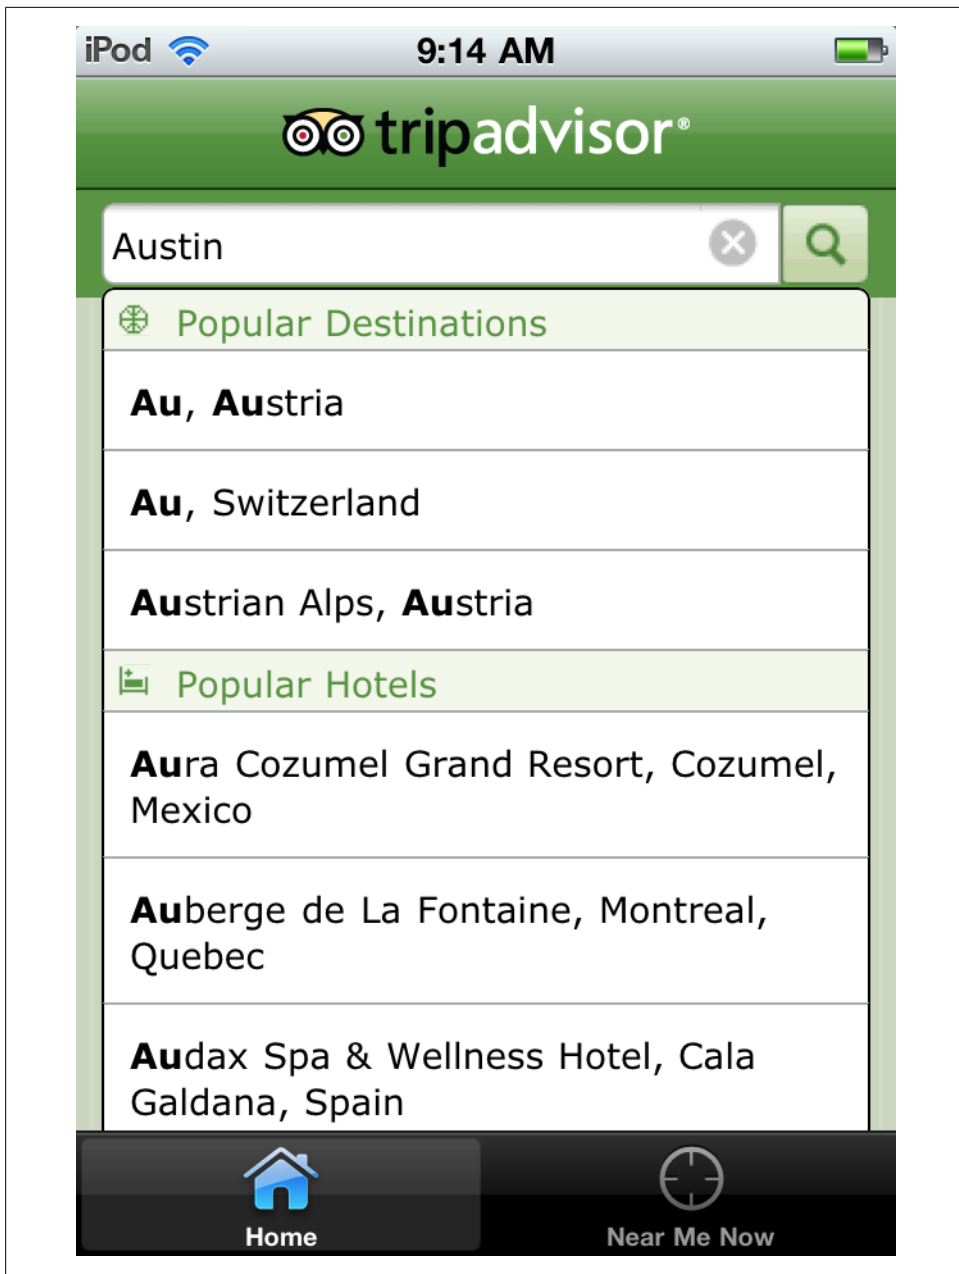 iPod 9:14 AM
tripadvisor®
Austin
Popular Destinations
Au, Austria
Au, Switzerland
Austrian Alps, Austria
Popular Hotels
Aura Cozumel Grand Resort, Cozumel,
Mexico
Auberge de La Fontaine, Montreal,
Quebec
Audax Spa & Wellness Hotel, Cala
Galdana, Spain
Home Near Me Now